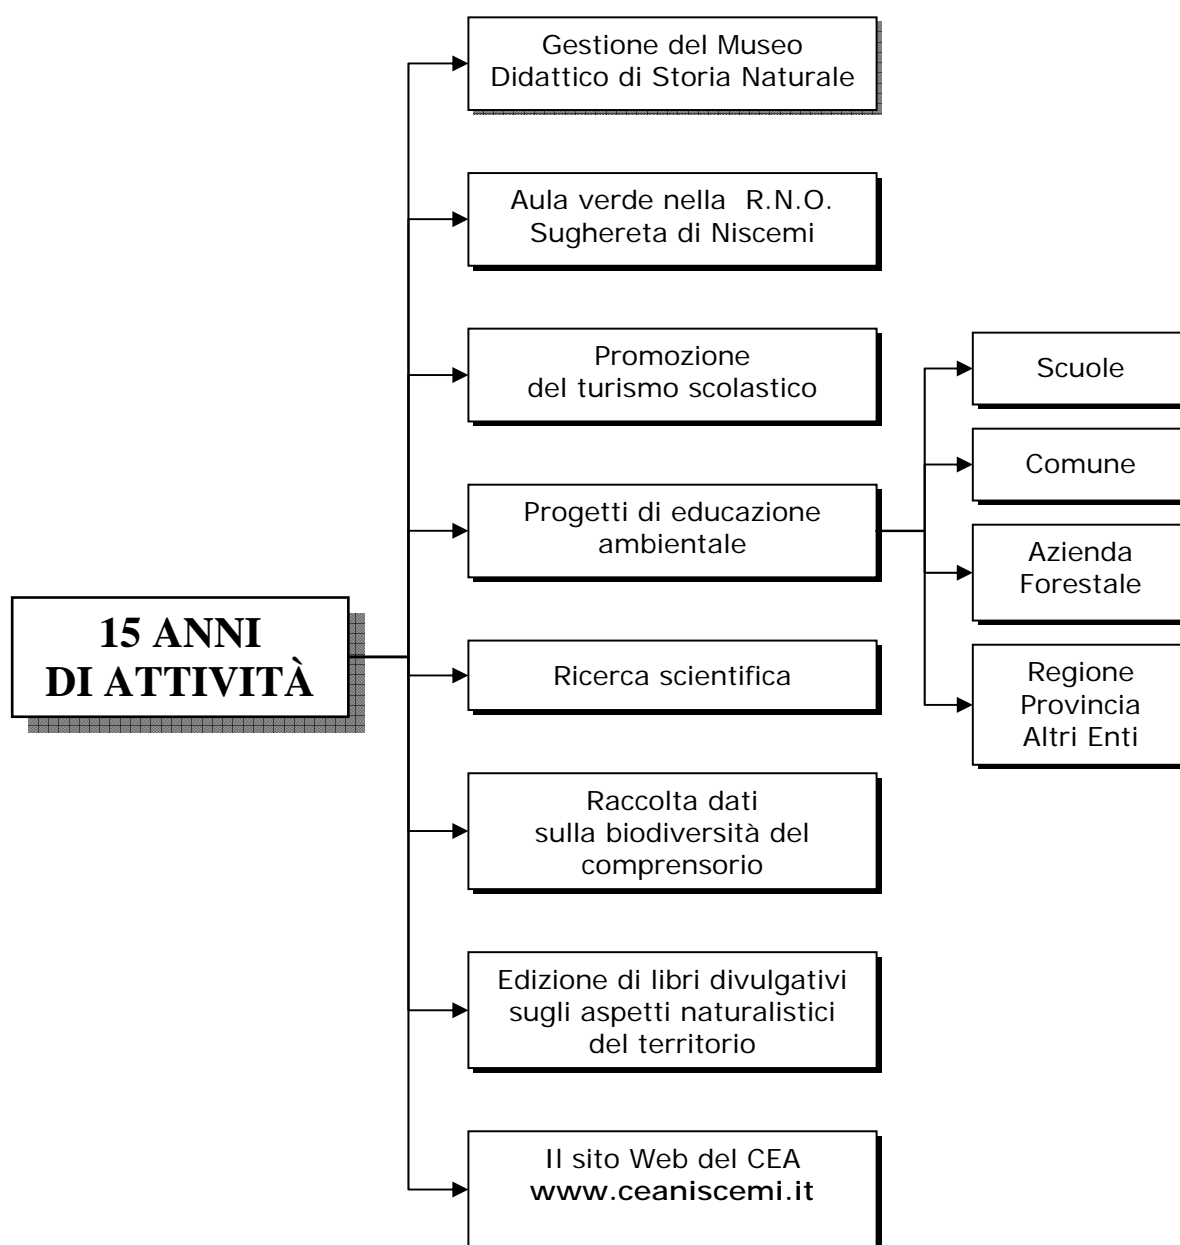 Gestione del Museo
Didattico di Storia Naturale
Aula verde nella R.N.O.
Sughereta di Niscemi
Promozione
del turismo scolastico
Progetti di educazione
ambientale
Scuole
Comune
Azienda
Forestale
Regione
Provincia
Altri Enti
15 ANNI
DI ATTIVITÀ
Ricerca scientifica
Raccolta dati
sulla biodiversità del
comprensorio
Edizione di libri divulgativi
sugli aspetti naturalistici
del territorio
Il sito Web del CEA
www.ceaniscemi.it